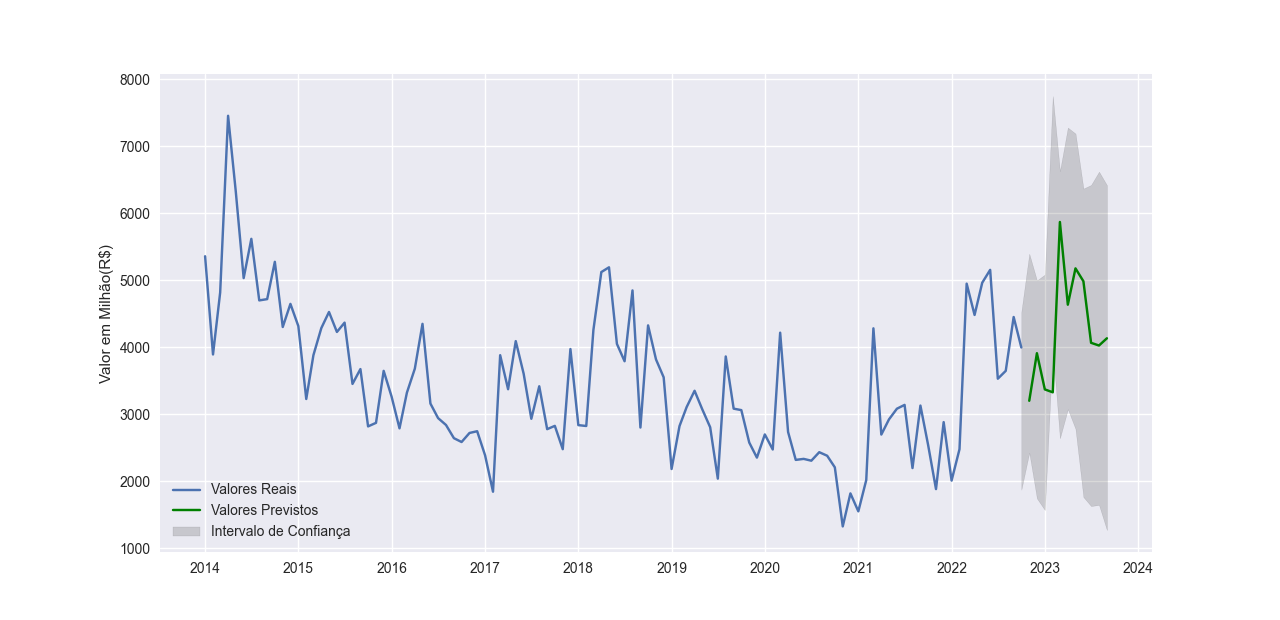 8000
7000
6000
5000
4000
3000
2000
1000
Valor em Milhão(R$)
Valores Reais
Valores Previstos
Intervalo de Confiança
2014 2015 2016 2017 2018 2019 2020 2021 2022 2023 2024